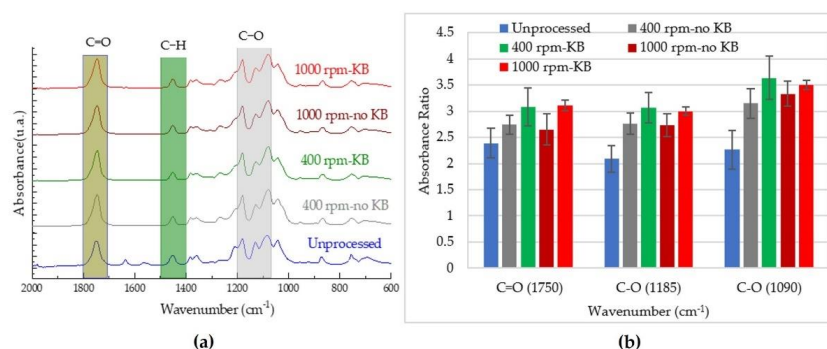 C=O
C−H
C−O
1000 rpm-KB
1000 rpm-no KB
400 rpm-KB
400 rpm-no KB
Unprocessed
Absorbance(u.a.)
2000 1800 1600 1400 1200 1000 800 600
Wavenumber (cm-1)
(a)
Unprocessed
400 rpm-no KB
400 rpm-KB
1000 rpm-no KB
1000 rpm-KB
Absorbance Ratio
4.5
4
3.5
3
2.5
2
1.5
1
0.5
0
C=O (1750) C-O (1185) C-O (1090)
Wavenumber (cm-1)
(b)